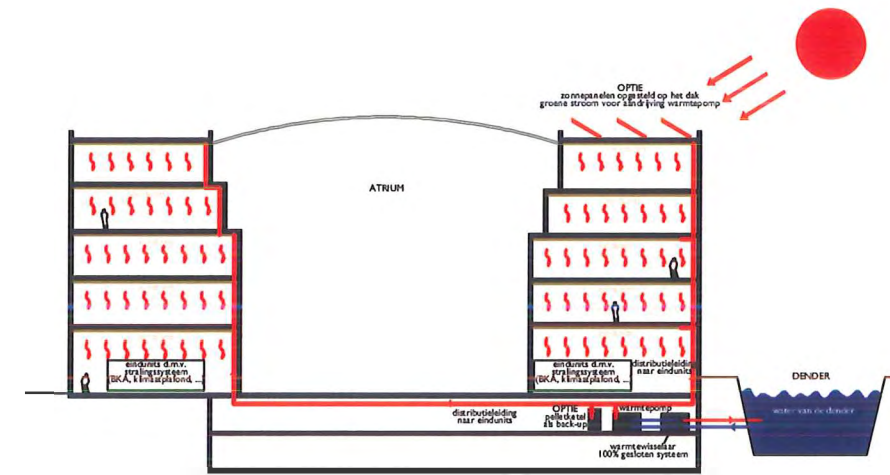 OPTIE
zonnepanelen opgesteld op het dak
groene stroom voor aandrijving warmtepomp
ATRIUM
eindunits d.m.v.
stralingsysteem
(BKA, klimaatplafond, ...)
eindunits d.m.v.
stralingsysteem
(BKA, klimaatplafond, ...
distributieleiding
naar eindunits
DENDER
water van de dender
distributieleiding
naar eindunits
OPTIE
pelletketel
als back-up
warmtepomp
warmtewisselaar
100% gesloten systeem